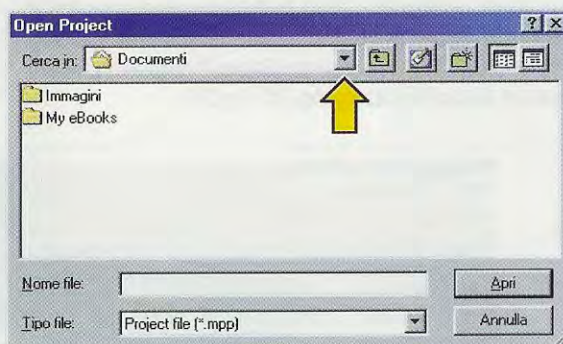 Open Project
Cerca in: Documenti
Immagini
My eBooks
Nome file: Apri
Tipo file: Project file (*.mpp) Annulla